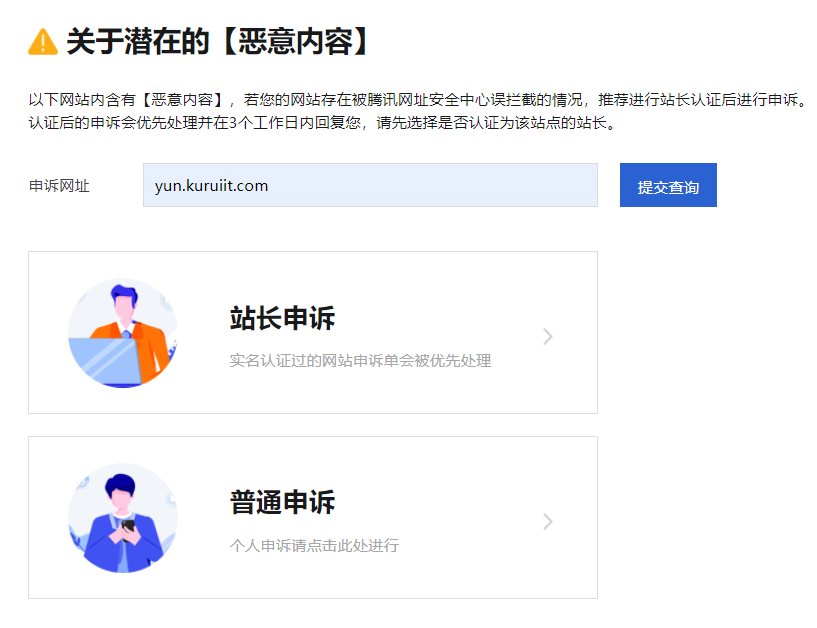 关于潜在的【恶意内容】
以下网站内含有【恶意内容】，若您的网站存在被腾讯网址安全中心误拦截的情况，推荐进行站长认证后进行申诉。
认证后的申诉会优先处理并在3个工作日内回复您，请先选择是否认证为该站点的站长。
申诉网址
yun.kuruiit.com
提交查询
站长申诉
实名认证过的网站申诉单会被优先处理
普通申诉
个人申诉请点击此处进行